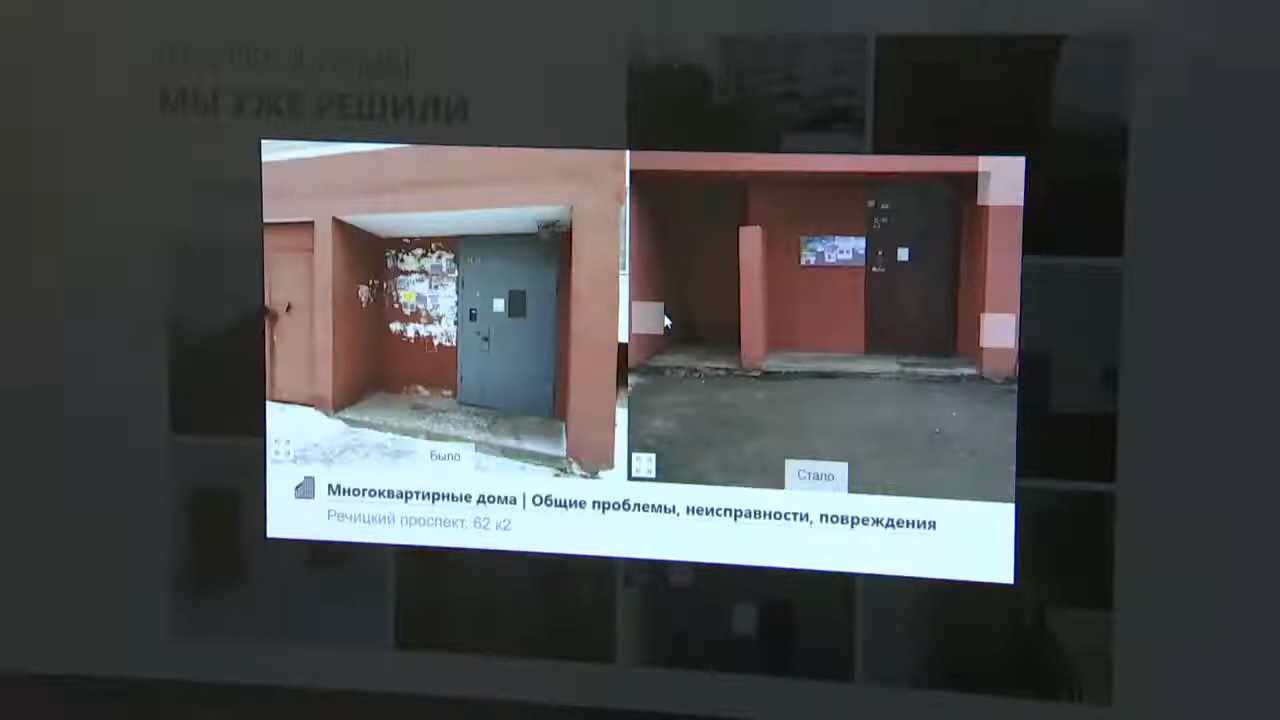 МЫ УЖЕ РЕШИЛИ
Было
Стало
Многоквартирные дома | Общие проблемы, неисправности, повреждения
Речицкий проспект, 62 к2